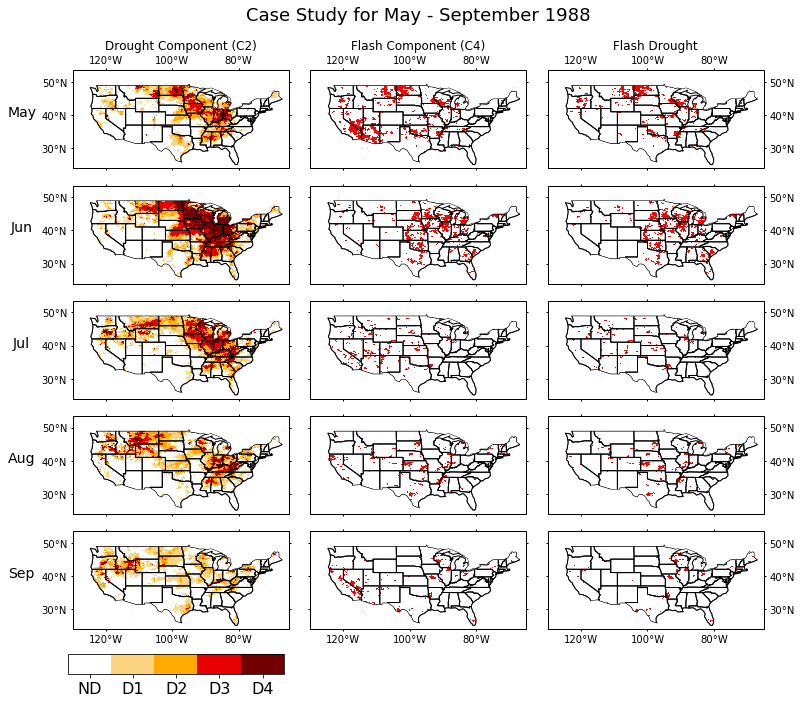 Case Study for May - September 1988
Drought Component (C2) Flash Component (C4) Flash Drought
120°W 100°W 80°W 120°W 100°W 80°W 120°W 100°W 80°W
50°N 50°N
May 40°N 40°N
30°N 30°N
50°N 50°N
Jun 40°N 40°N
30°N 30°N
50°N 50°N
Jul 40°N 40°N
30°N 30°N
50°N 50°N
Aug 40°N 40°N
30°N 30°N
50°N 50°N
Sep 40°N 40°N
30°N 30°N
120°W 100°W 80°W 120°W 100°W 80°W 120°W 100°W 80°W
ND D1 D2 D3 D4